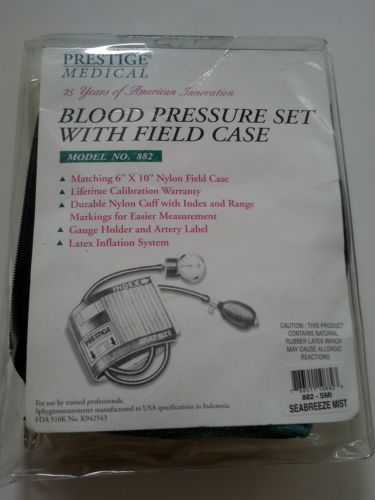 PRESTIGE®
MEDICAL
25 Years of American Innovation
BLOOD PRESSURE SET
WITH FIELD CASE
MODEL NO. 882
▲ Matching 6" X 10" Nylon Field Case
▲ Lifetime Calibration Warranty
▲ Durable Nylon Cuff with Index and Range
Markings for Easier Measurement
▲ Gauge Holder and Artery Label
▲ Latex Inflation System
INDEX
PRESTIGE
ADULT SIZE
CAUTION : THIS PRODUCT
CONTAINS NATURAL
RUBBER LATEX WHICH
MAY CAUSE ALLERGIC
REACTIONS
882 - SMI
SEABREEZE MIST
For use by trained professionals.
Sphygmomanometer manufactured to USA specifications in Indonesia.
FDA 510K No. K942543